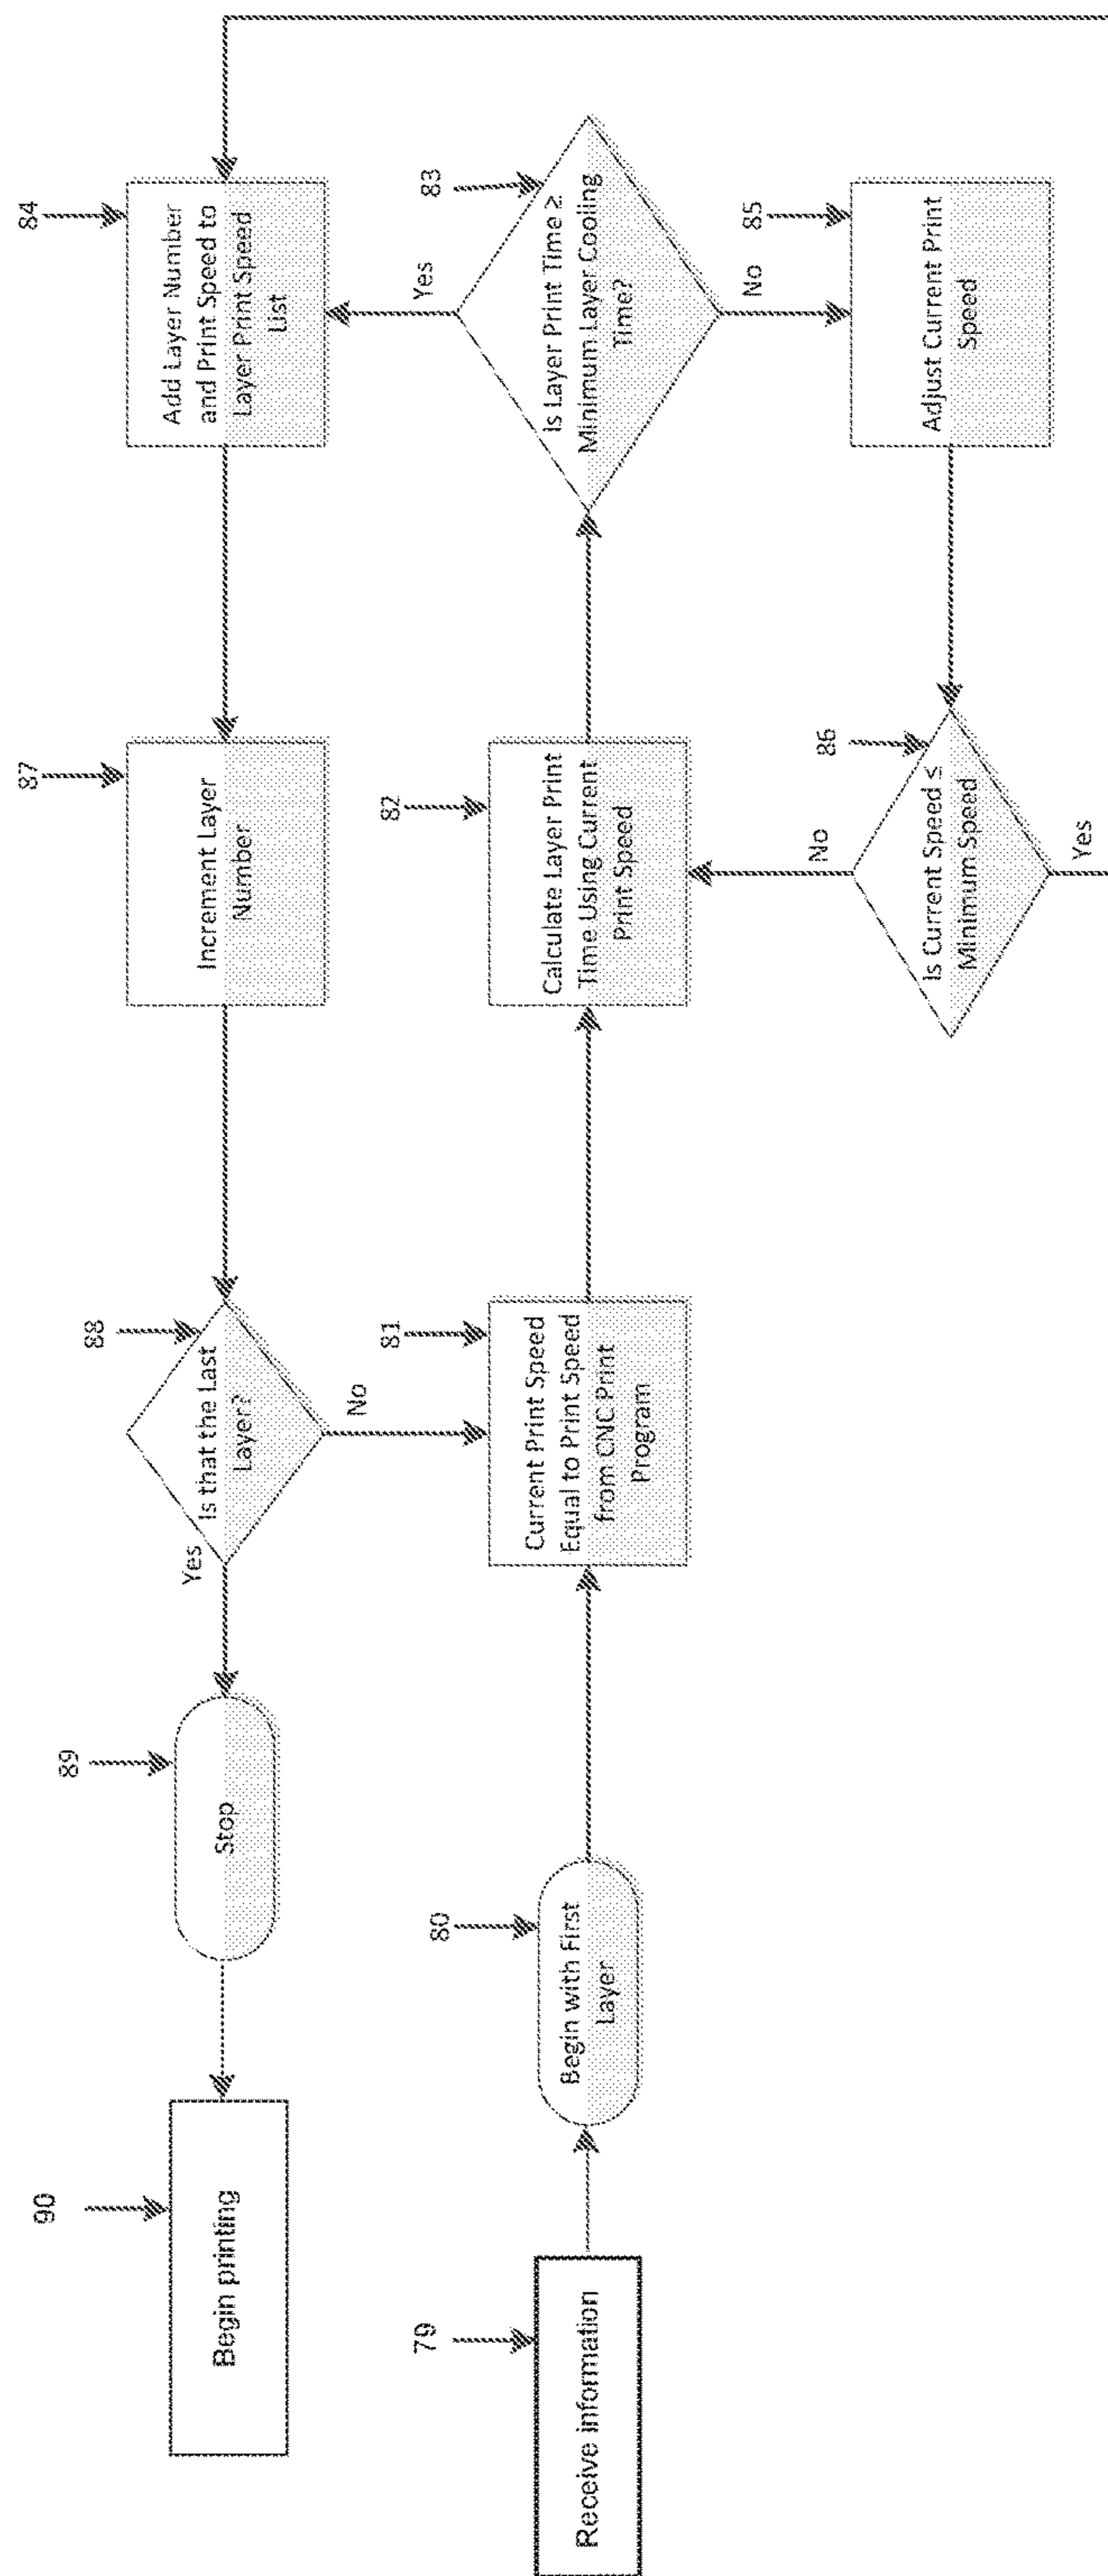 90
Begin printing
89
Stop
88
Is that the Last
Layer?
Yes
No
87
Increment Layer
Number
84
Add Layer Number
and Print Speed to
Layer Print Speed
List
79
Receive information
80
Begin with First
Layer
81
Current Print Speed
Equal to Print Speed
from CNC Print
Program
82
Calculate Layer Print
Time Using Current
Print Speed
83
Is Layer Print Time ≥
Minimum Layer Cooling
Time?
Yes
No
86
Is Current Speed ≤
Minimum Speed
No
Yes
85
Adjust Current Print
Speed